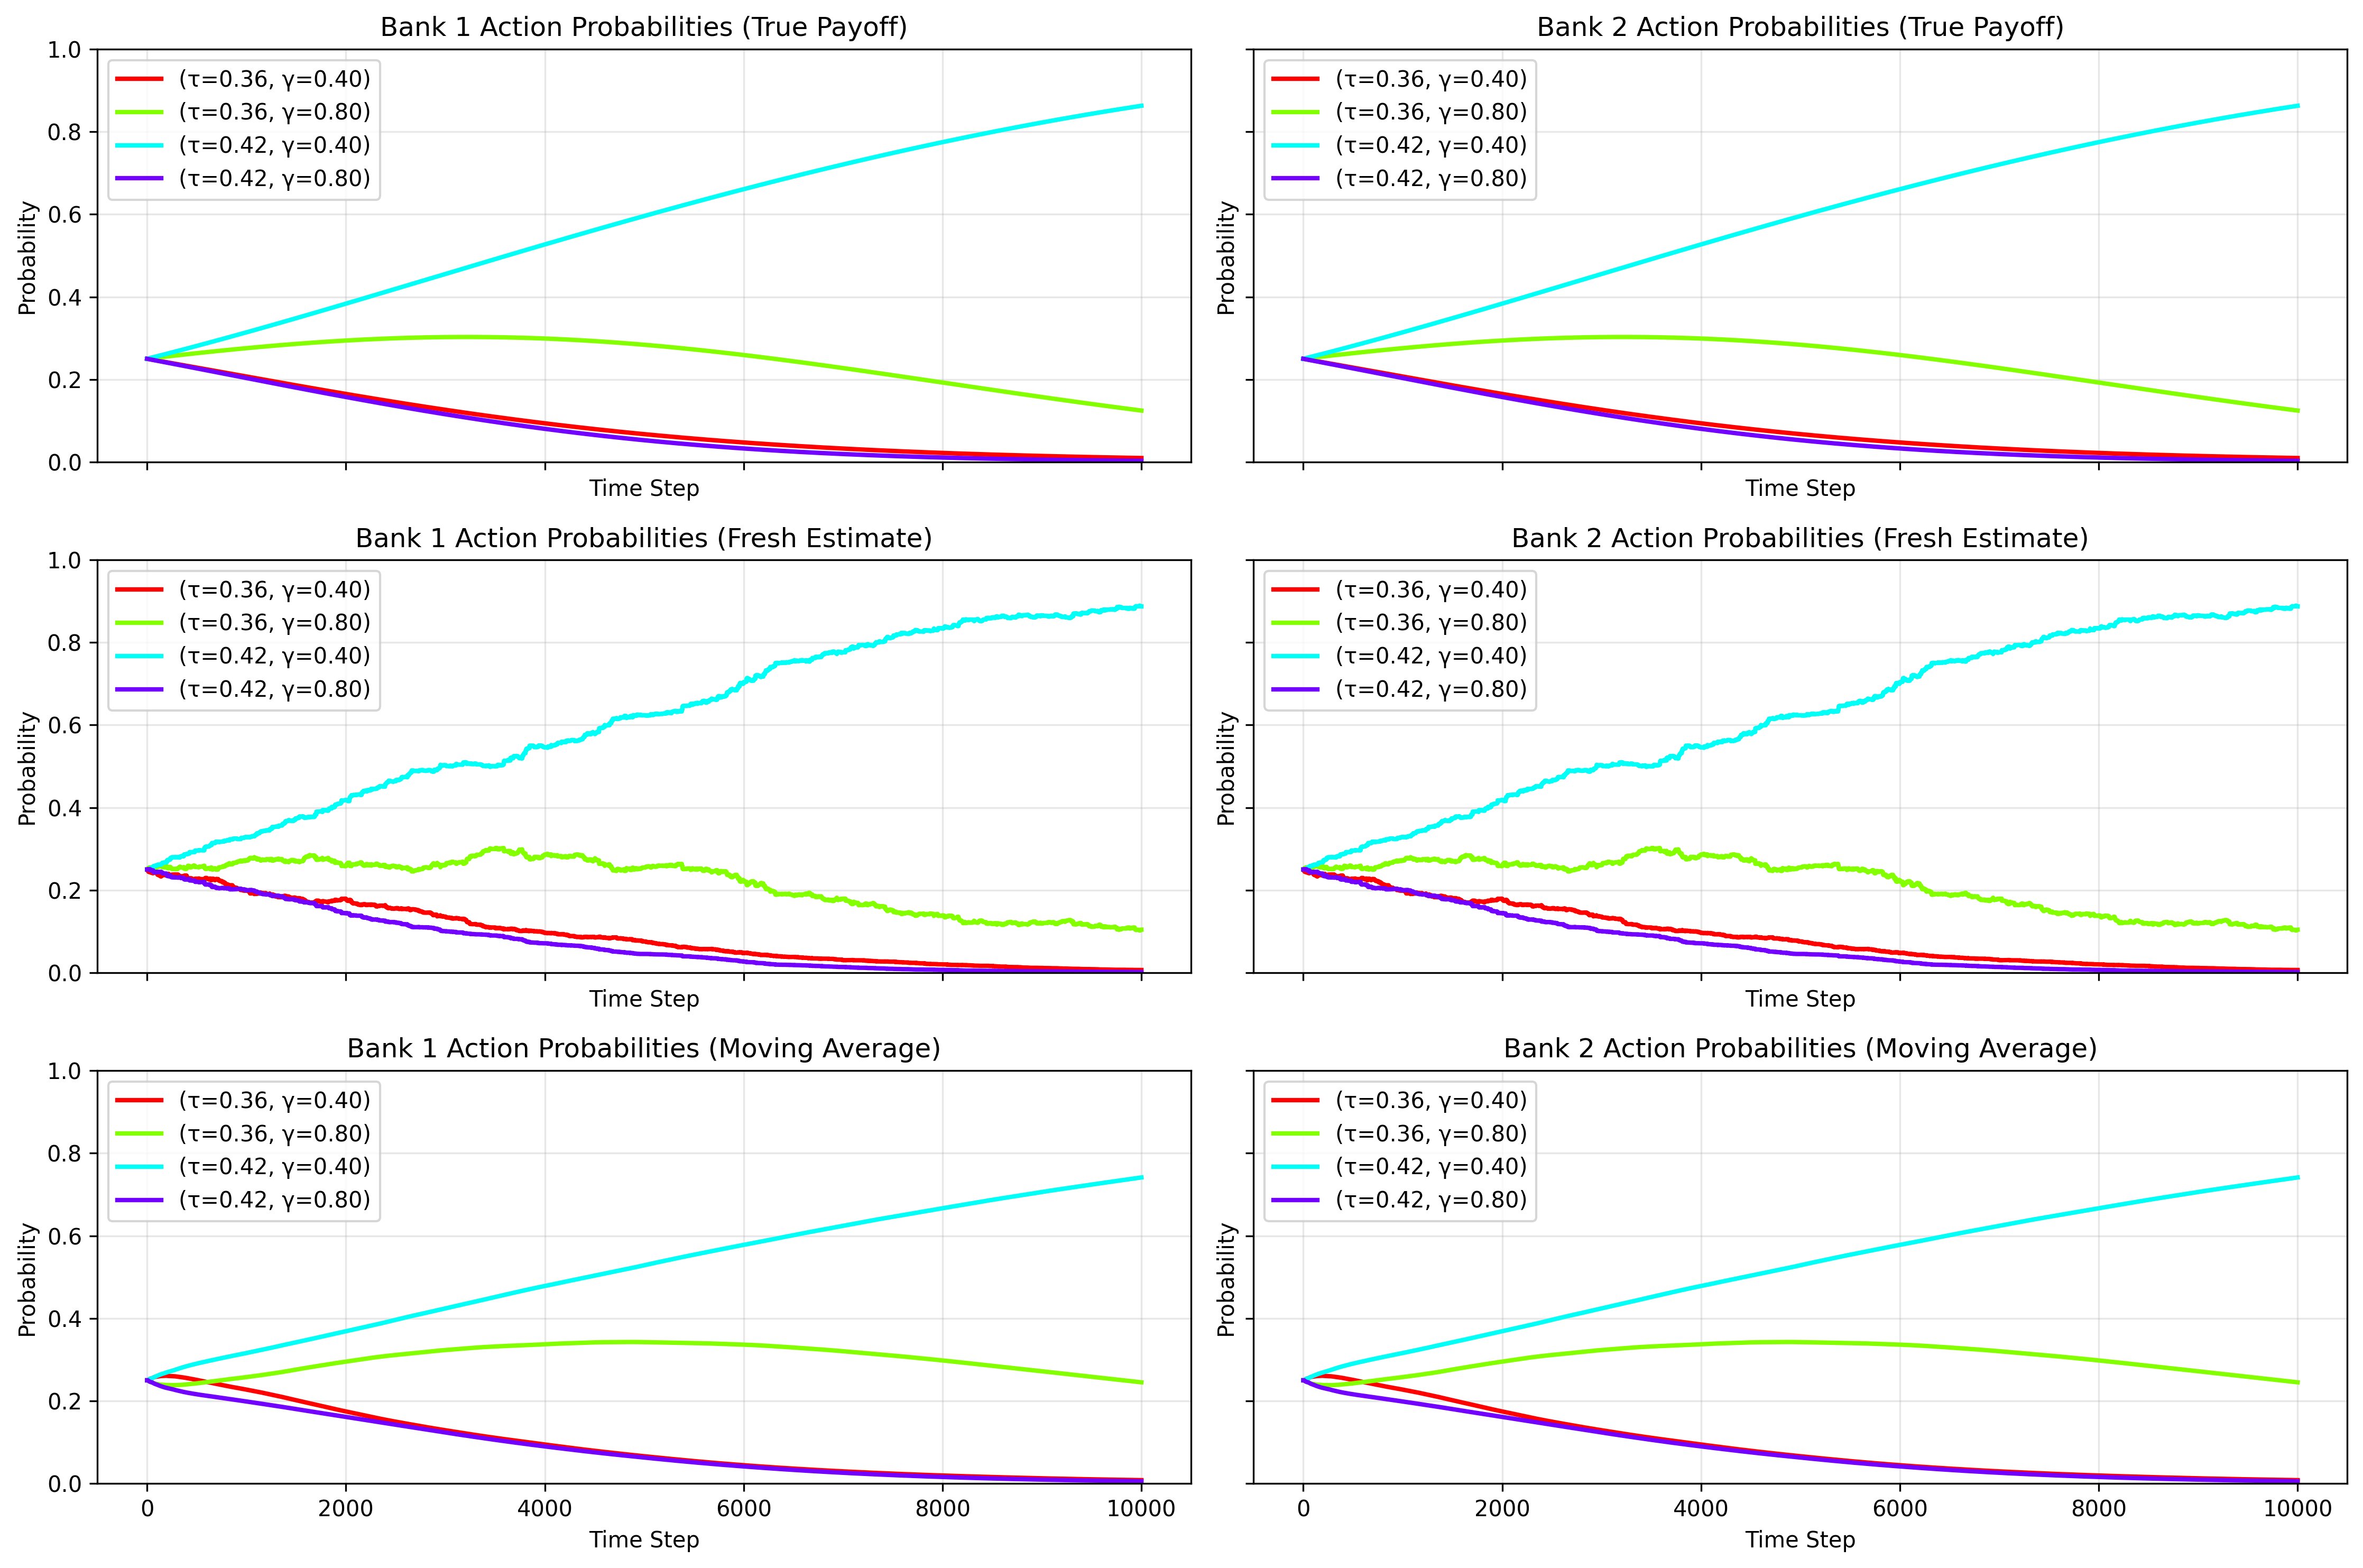 Bank 1 Action Probabilities (True Payoff)
1.0
0.8
0.6
0.4
0.2
0.0
Probability
(τ=0.36, γ=0.40)
(τ=0.36, γ=0.80)
(τ=0.42, γ=0.40)
(τ=0.42, γ=0.80)
Time Step
Bank 2 Action Probabilities (True Payoff)
Probability
(τ=0.36, γ=0.40)
(τ=0.36, γ=0.80)
(τ=0.42, γ=0.40)
(τ=0.42, γ=0.80)
Time Step
Bank 1 Action Probabilities (Fresh Estimate)
1.0
0.8
0.6
0.4
0.2
0.0
Probability
(τ=0.36, γ=0.40)
(τ=0.36, γ=0.80)
(τ=0.42, γ=0.40)
(τ=0.42, γ=0.80)
Time Step
Bank 2 Action Probabilities (Fresh Estimate)
Probability
(τ=0.36, γ=0.40)
(τ=0.36, γ=0.80)
(τ=0.42, γ=0.40)
(τ=0.42, γ=0.80)
Time Step
Bank 1 Action Probabilities (Moving Average)
1.0
0.8
0.6
0.4
0.2
0.0
Probability
(τ=0.36, γ=0.40)
(τ=0.36, γ=0.80)
(τ=0.42, γ=0.40)
(τ=0.42, γ=0.80)
0 2000 4000 6000 8000 10000
Time Step
Bank 2 Action Probabilities (Moving Average)
Probability
(τ=0.36, γ=0.40)
(τ=0.36, γ=0.80)
(τ=0.42, γ=0.40)
(τ=0.42, γ=0.80)
0 2000 4000 6000 8000 10000
Time Step